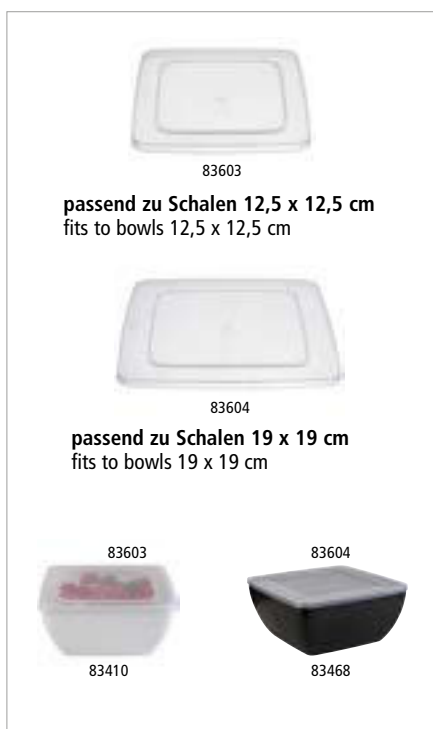 83603
passend zu Schalen 12,5 x 12,5 cm
fits to bowls 12,5 x 12,5 cm
83604
passend zu Schalen 19 x 19 cm
fits to bowls 19 x 19 cm
83603 83604
83410 83468